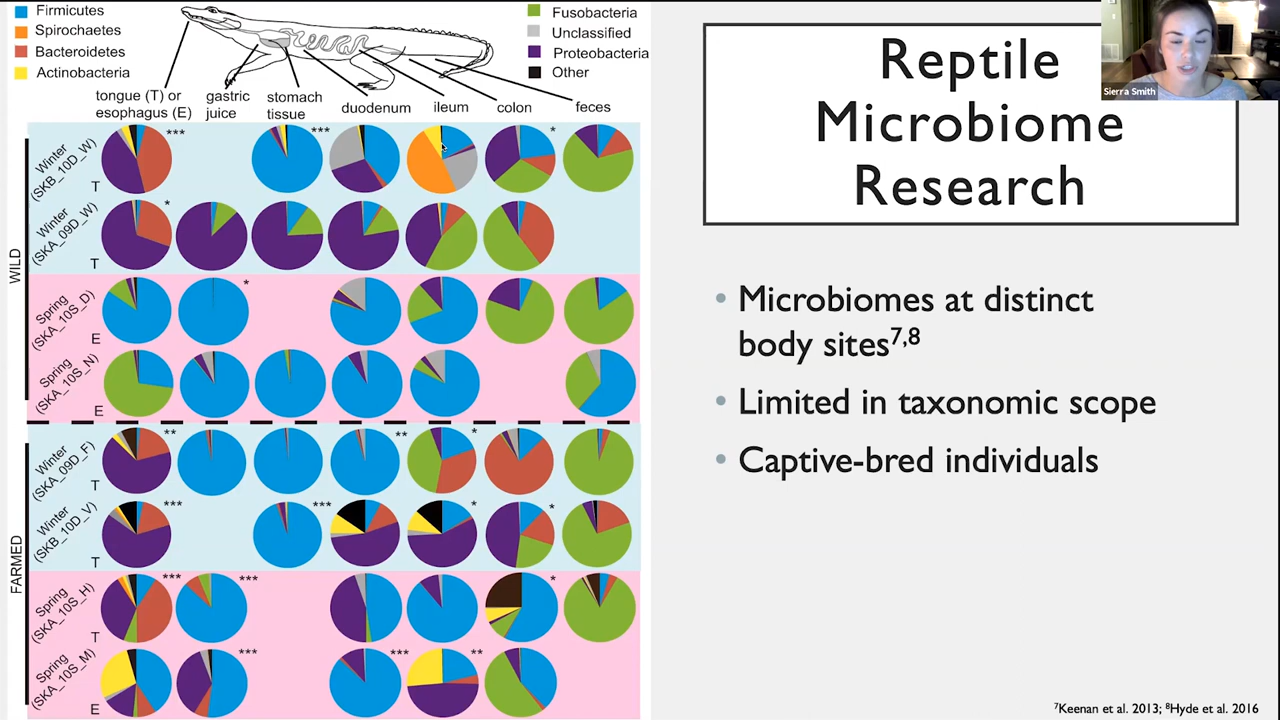 Firmicutes
Spirochaetes
Bacteroidetes
Actinobacteria
Fusobacteria
Unclassified
Proteobacteria
Other
tongue (T) or
esophagus (E)
gastric
juice
stomach
tissue
duodenum
ileum
colon
feces
WILD
Winter
(SKB_10D_W)
T
***
***
*
Winter
(SKA_09D_W)
T
*
Spring
(SKA_10S_D)
E
*
Spring
(SKA_10S_N)
E
FARMED
Winter
(SKA_09D_F)
T
**
**
*
Winter
(SKB_10D_V)
T
***
***
*
*
Spring
(SKA_10S_H)
T
***
***
*
Spring
(SKA_10S_M)
E
***
***
**
Reptile
Microbiome
Research
Sierra Smith
• Microbiomes at distinct
body sites7,8
• Limited in taxonomic scope
• Captive-bred individuals
7Keenan et al. 2013; 8Hyde et al. 2016